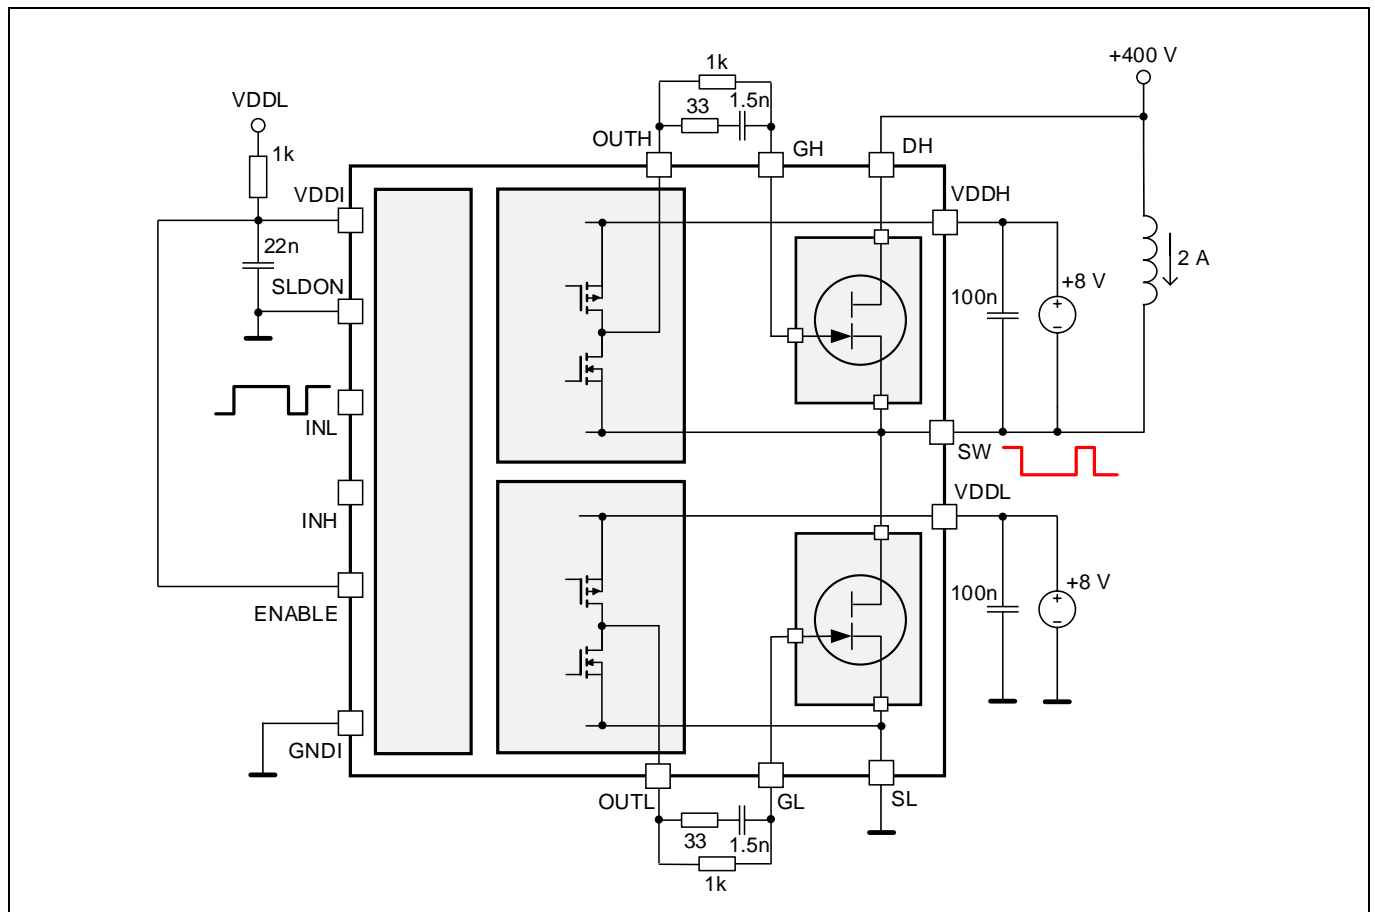 +400 V
1k
VDDL
33
1.5n
OUTH
GH
DH
1k
VDDI
VDDH
22n
SLDON
2 A
+8 V
100n
+
−
INL
SW
VDDL
INH
+8 V
100n
+
−
ENABLE
GNDI
OUTL
GL
SL
33
1.5n
1k